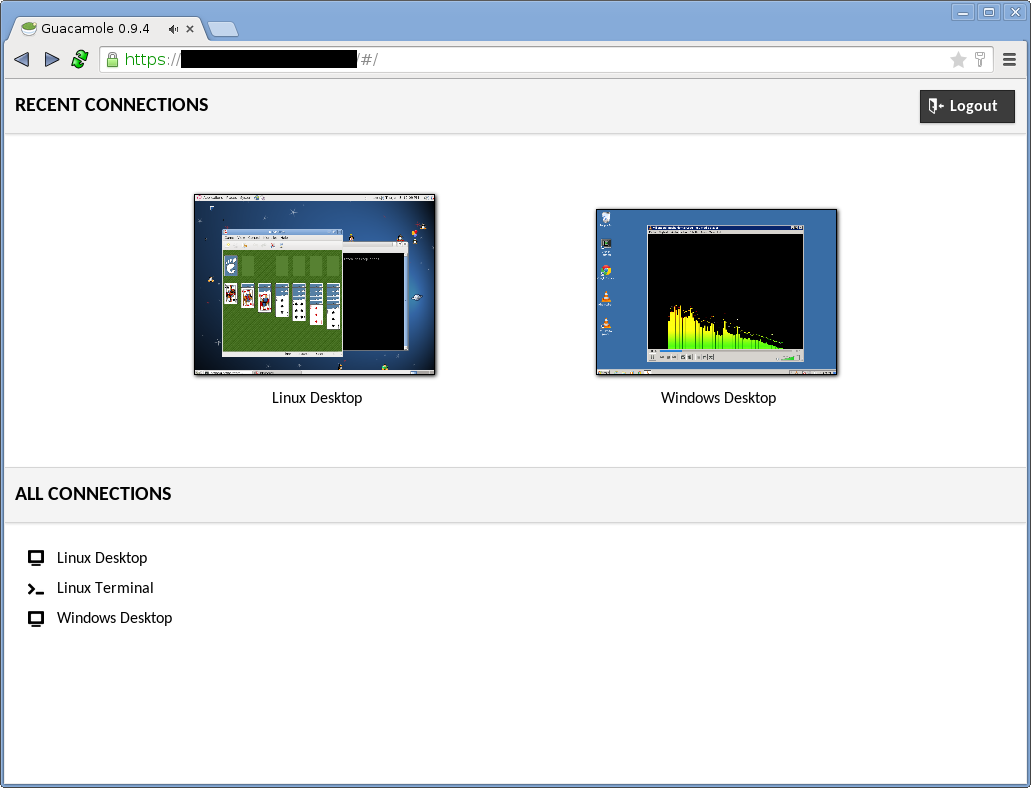 Guacamole 0.9.4
https:// /#/
RECENT CONNECTIONS
Logout
Linux Desktop
Windows Desktop
ALL CONNECTIONS
Linux Desktop
Linux Terminal
Windows Desktop